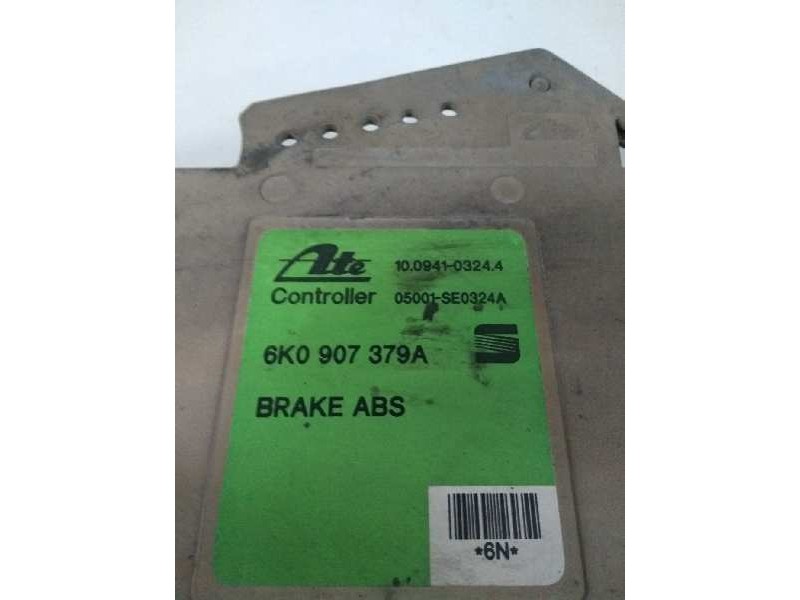 Ate
10.0941-0324.4
Controller
05001-SE0324A
6K0 907 379A
BRAKE ABS
*6N*